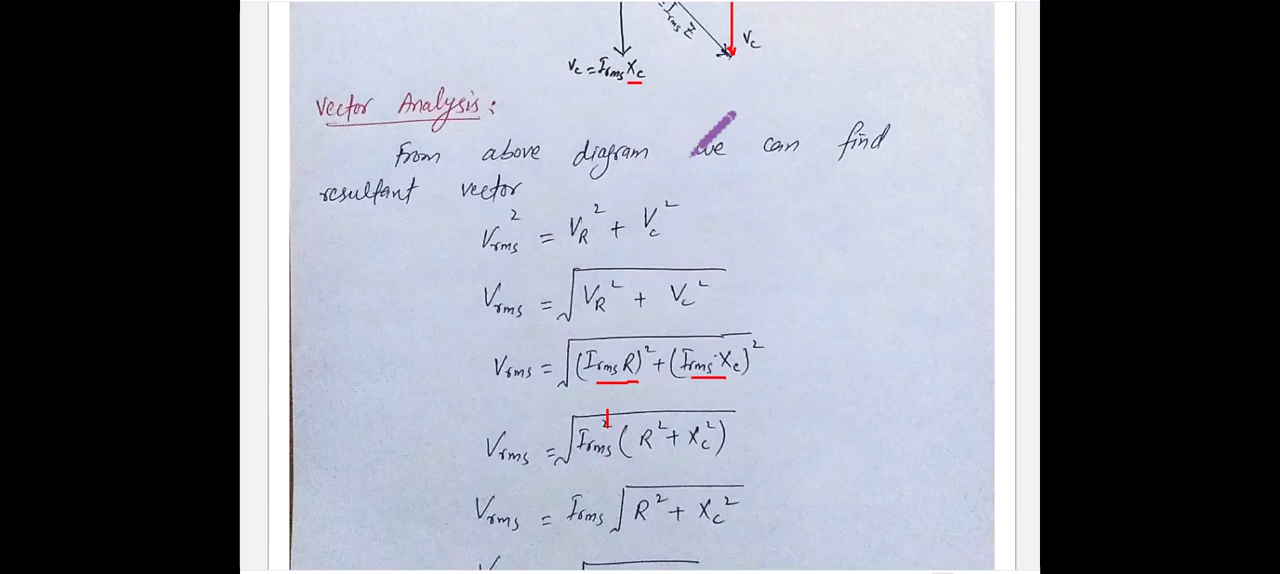 = Irms Z
Vc
Vc = Irms Xc
Vector Analysis :
From above diagram we can find
resultant vector
Vrms² = VR² + Vc²
Vrms = √(VR² + Vc²)
Vrms = √((Irms R)² + (Irms · Xc)²)
Vrms = √(Irms² (R² + Xc²))
Vrms = Irms √(R² + Xc²)